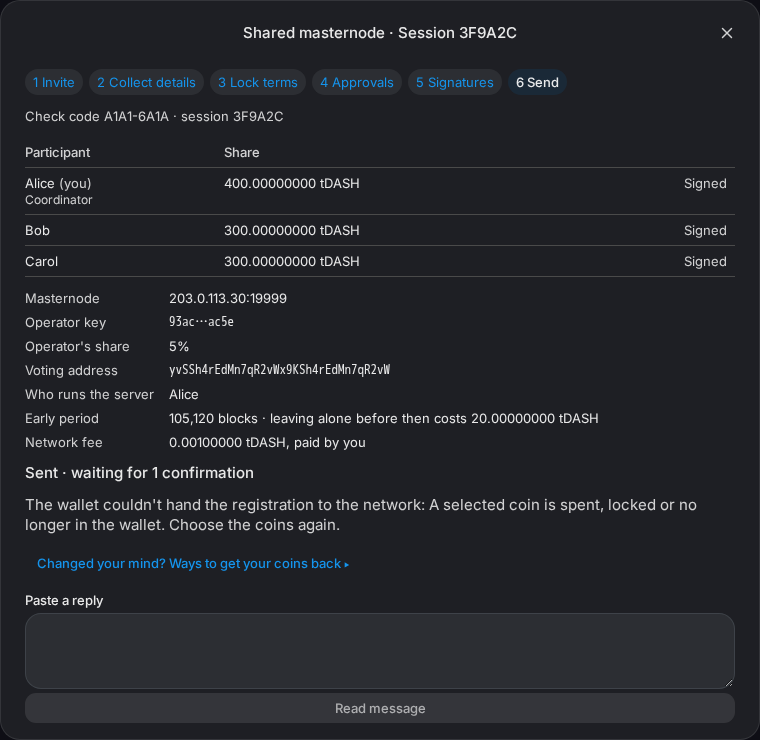 Shared masternode · Session 3F9A2C
1 Invite 2 Collect details 3 Lock terms 4 Approvals 5 Signatures 6 Send
Check code A1A1-6A1A · session 3F9A2C
Participant Share
Alice (you) 400.00000000 tDASH Signed
Coordinator
Bob 300.00000000 tDASH Signed
Carol 300.00000000 tDASH Signed
Masternode 203.0.113.30:19999
Operator key 93ac⋯ac5e
Operator's share 5%
Voting address yvSSh4rEdMn7qR2vWx9KSh4rEdMn7qR2vW
Who runs the server Alice
Early period 105,120 blocks · leaving alone before then costs 20.00000000 tDASH
Network fee 0.00100000 tDASH, paid by you
Sent · waiting for 1 confirmation
The wallet couldn't hand the registration to the network: A selected coin is spent, locked or no
longer in the wallet. Choose the coins again.
Changed your mind? Ways to get your coins back ▸
Paste a reply
Read message